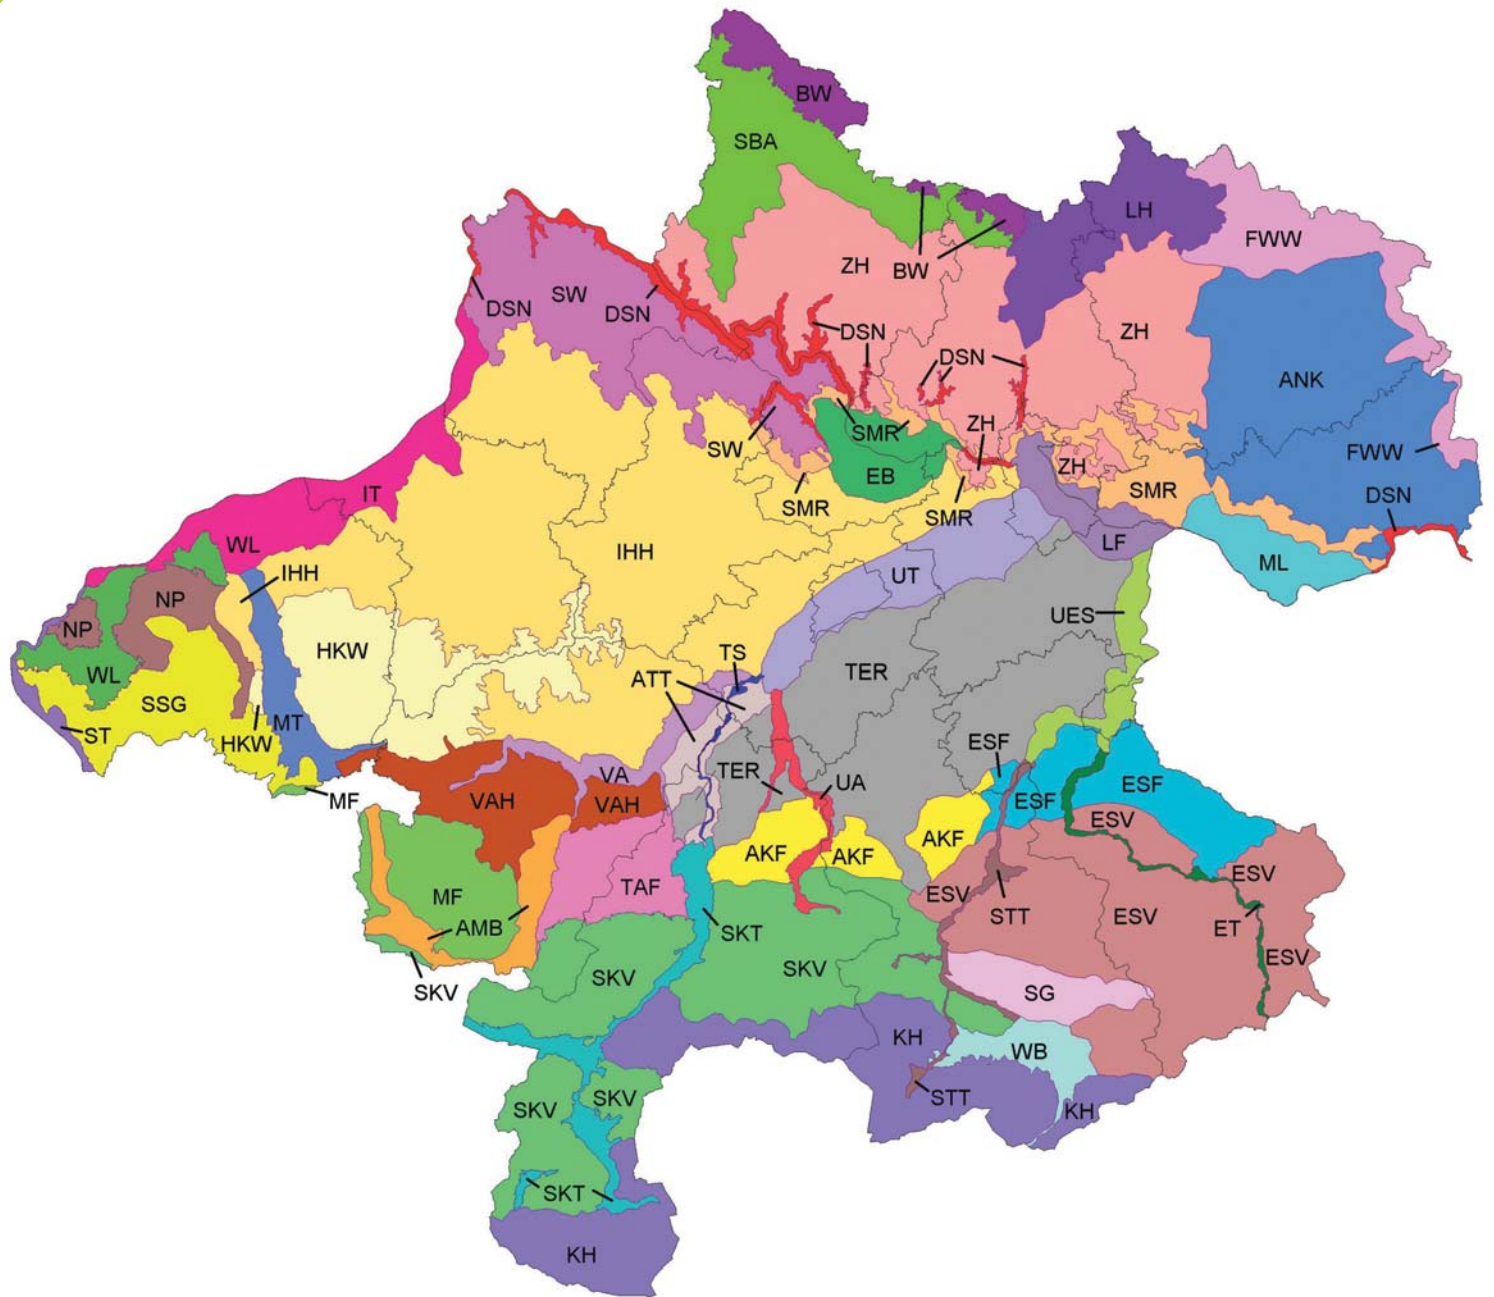 BW
SBA
LH
FWW
ZH
BW
DSN
SW
DSN
DSN
ZH
DSN
ANK
ZH
SMR
SW
FWW
EB
ZH
SMR
IT
DSN
SMR
SMR
WL
LF
IHH
ML
IHH
UT
NP
UES
NP
HKW
TS
TER
WL
ATT
SSG
MT
ST
HKW
ESF
TER
VA
UA
ESF
MF
VAH
VAH
ESF
ESV
AKF
AKF
AKF
ESV
TAF
MF
ESV
STT
ESV
AMB
SKT
ET
ESV
SKV
SKV
SKV
SG
KH
WB
STT
SKV
SKV
KH
SKT
KH